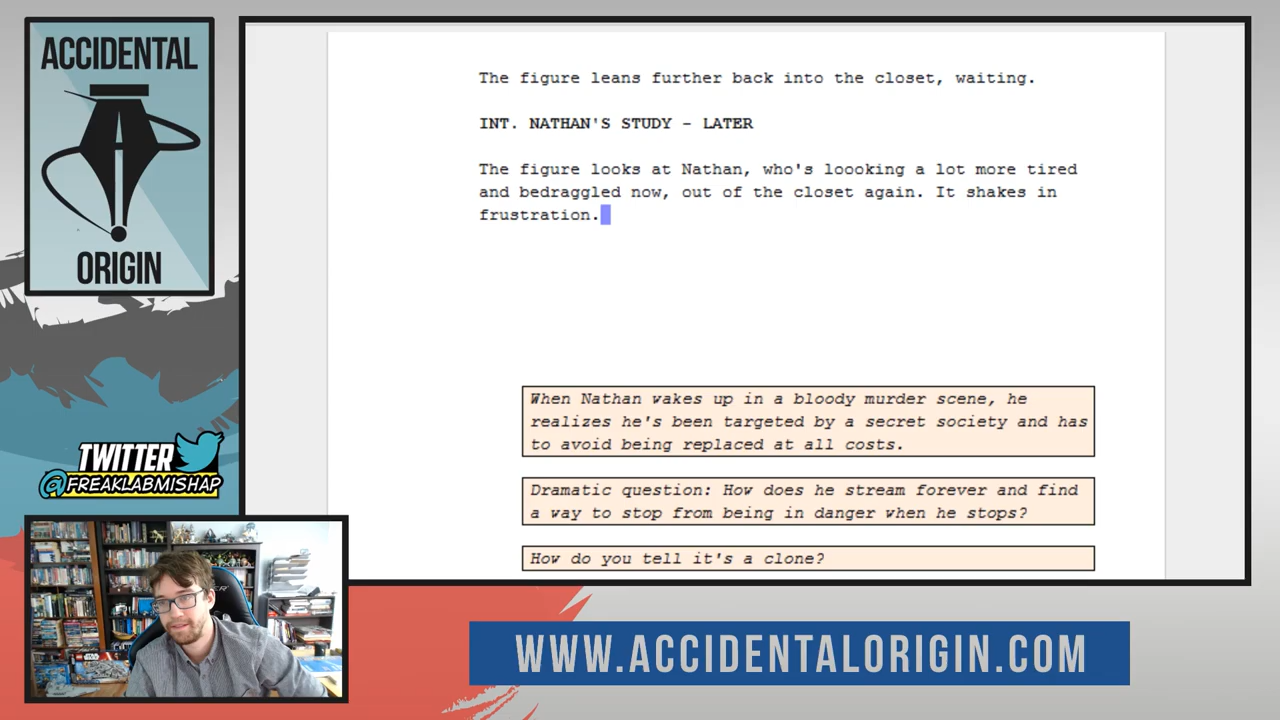 ACCIDENTAL
ORIGIN
The figure leans further back into the closet, waiting.
INT. NATHAN'S STUDY - LATER
The figure looks at Nathan, who's loooking a lot more tired
and bedraggled now, out of the closet again. It shakes in
frustration.
When Nathan wakes up in a bloody murder scene, he
realizes he's been targeted by a secret society and has
to avoid being replaced at all costs.
Dramatic question: How does he stream forever and find
a way to stop from being in danger when he stops?
How do you tell it's a clone?
TWITTER
@FREAKLABMISHAP
WWW.ACCIDENTALORIGIN.COM